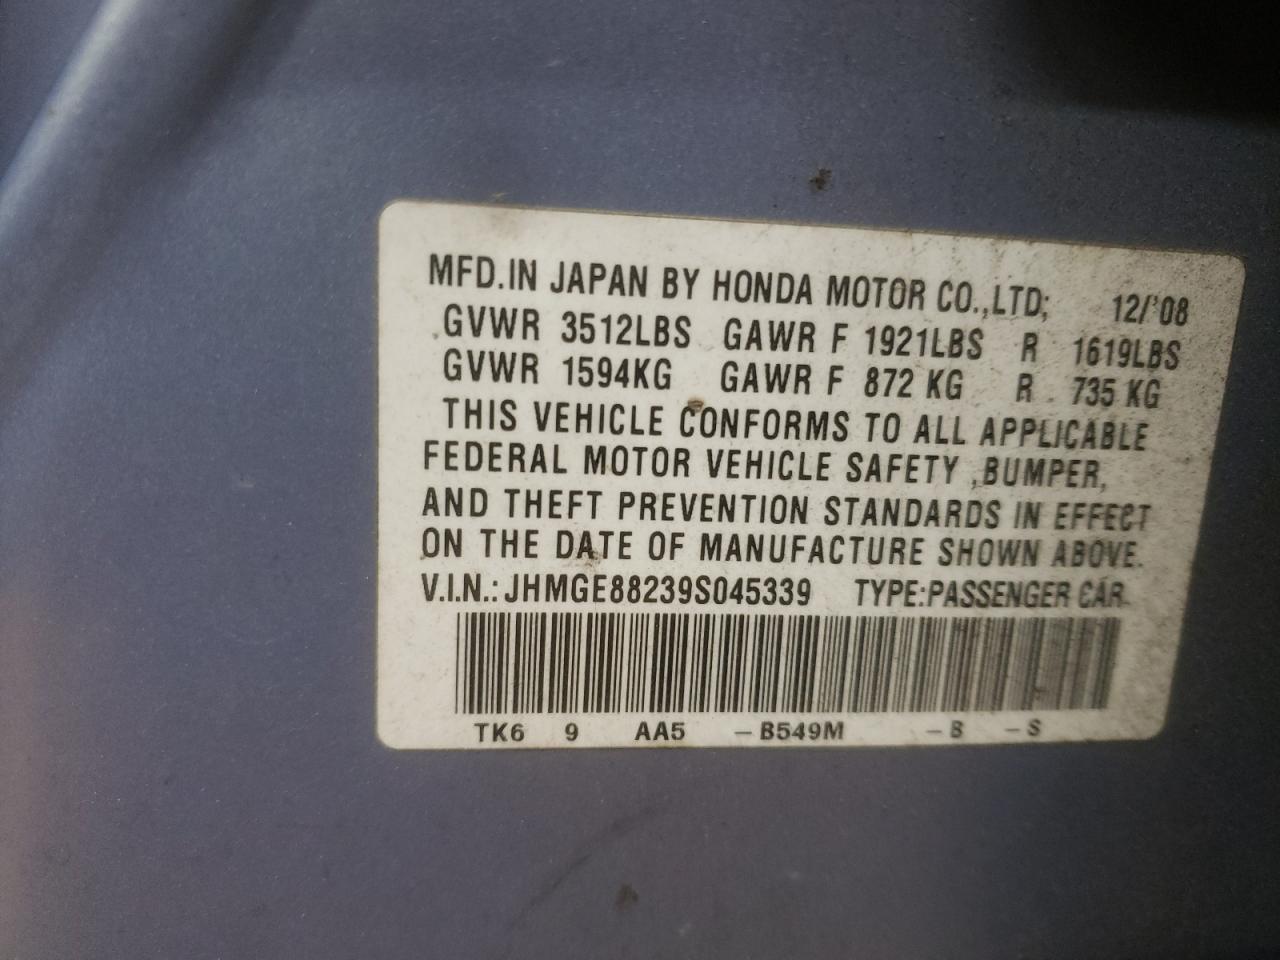 MFD.IN JAPAN BY HONDA MOTOR CO.,LTD; 12/'08
GVWR 3512LBS GAWR F 1921LBS R 1619LBS
GVWR 1594KG GAWR F 872 KG R 735 KG
THIS VEHICLE CONFORMS TO ALL APPLICABLE
FEDERAL MOTOR VEHICLE SAFETY ,BUMPER,
AND THEFT PREVENTION STANDARDS IN EFFECT
ON THE DATE OF MANUFACTURE SHOWN ABOVE.
V.I.N.: JHMGE88239S045339 TYPE:PASSENGER CAR
TK6 9 AA5 –B549M –B –S